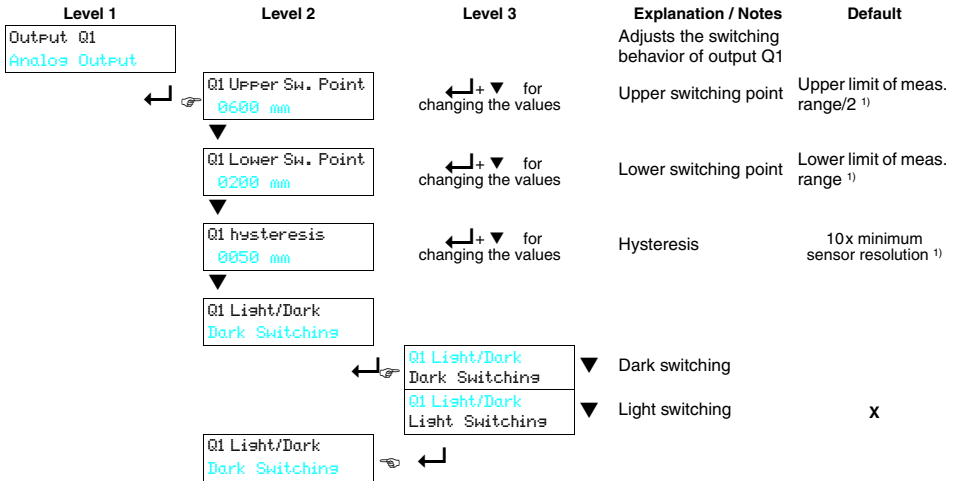 Level 1 Level 2 Level 3 Explanation / Notes Default
Output Q1
Analog Output
Adjusts the switching
behavior of output Q1
Q1 Upper Sw. Point
0600 mm
+ ▼ for
changing the values
Upper switching point
Upper limit of meas.
range/2 1)
▼
Q1 Lower Sw. Point
0200 mm
+ ▼ for
changing the values
Lower switching point
Lower limit of meas.
range 1)
▼
Q1 hysteresis
0050 mm
+ ▼ for
changing the values
Hysteresis
10x minimum
sensor resolution 1)
▼
Q1 Light/Dark
Dark Switching
Q1 Light/Dark
Dark Switching
▼ Dark switching
Q1 Light/Dark
Light Switching
▼ Light switching X
Q1 Light/Dark
Dark Switching